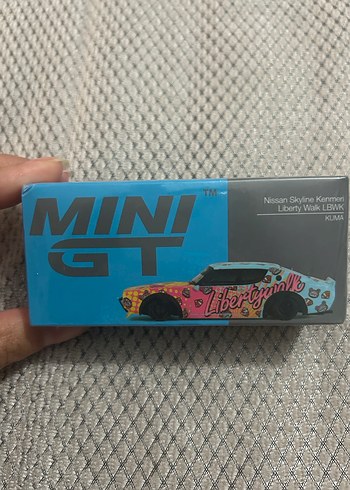 MINI GT
TM
Nissan Skyline Kenmeri
Liberty Walk LBWK
KUMA
Libertywalk